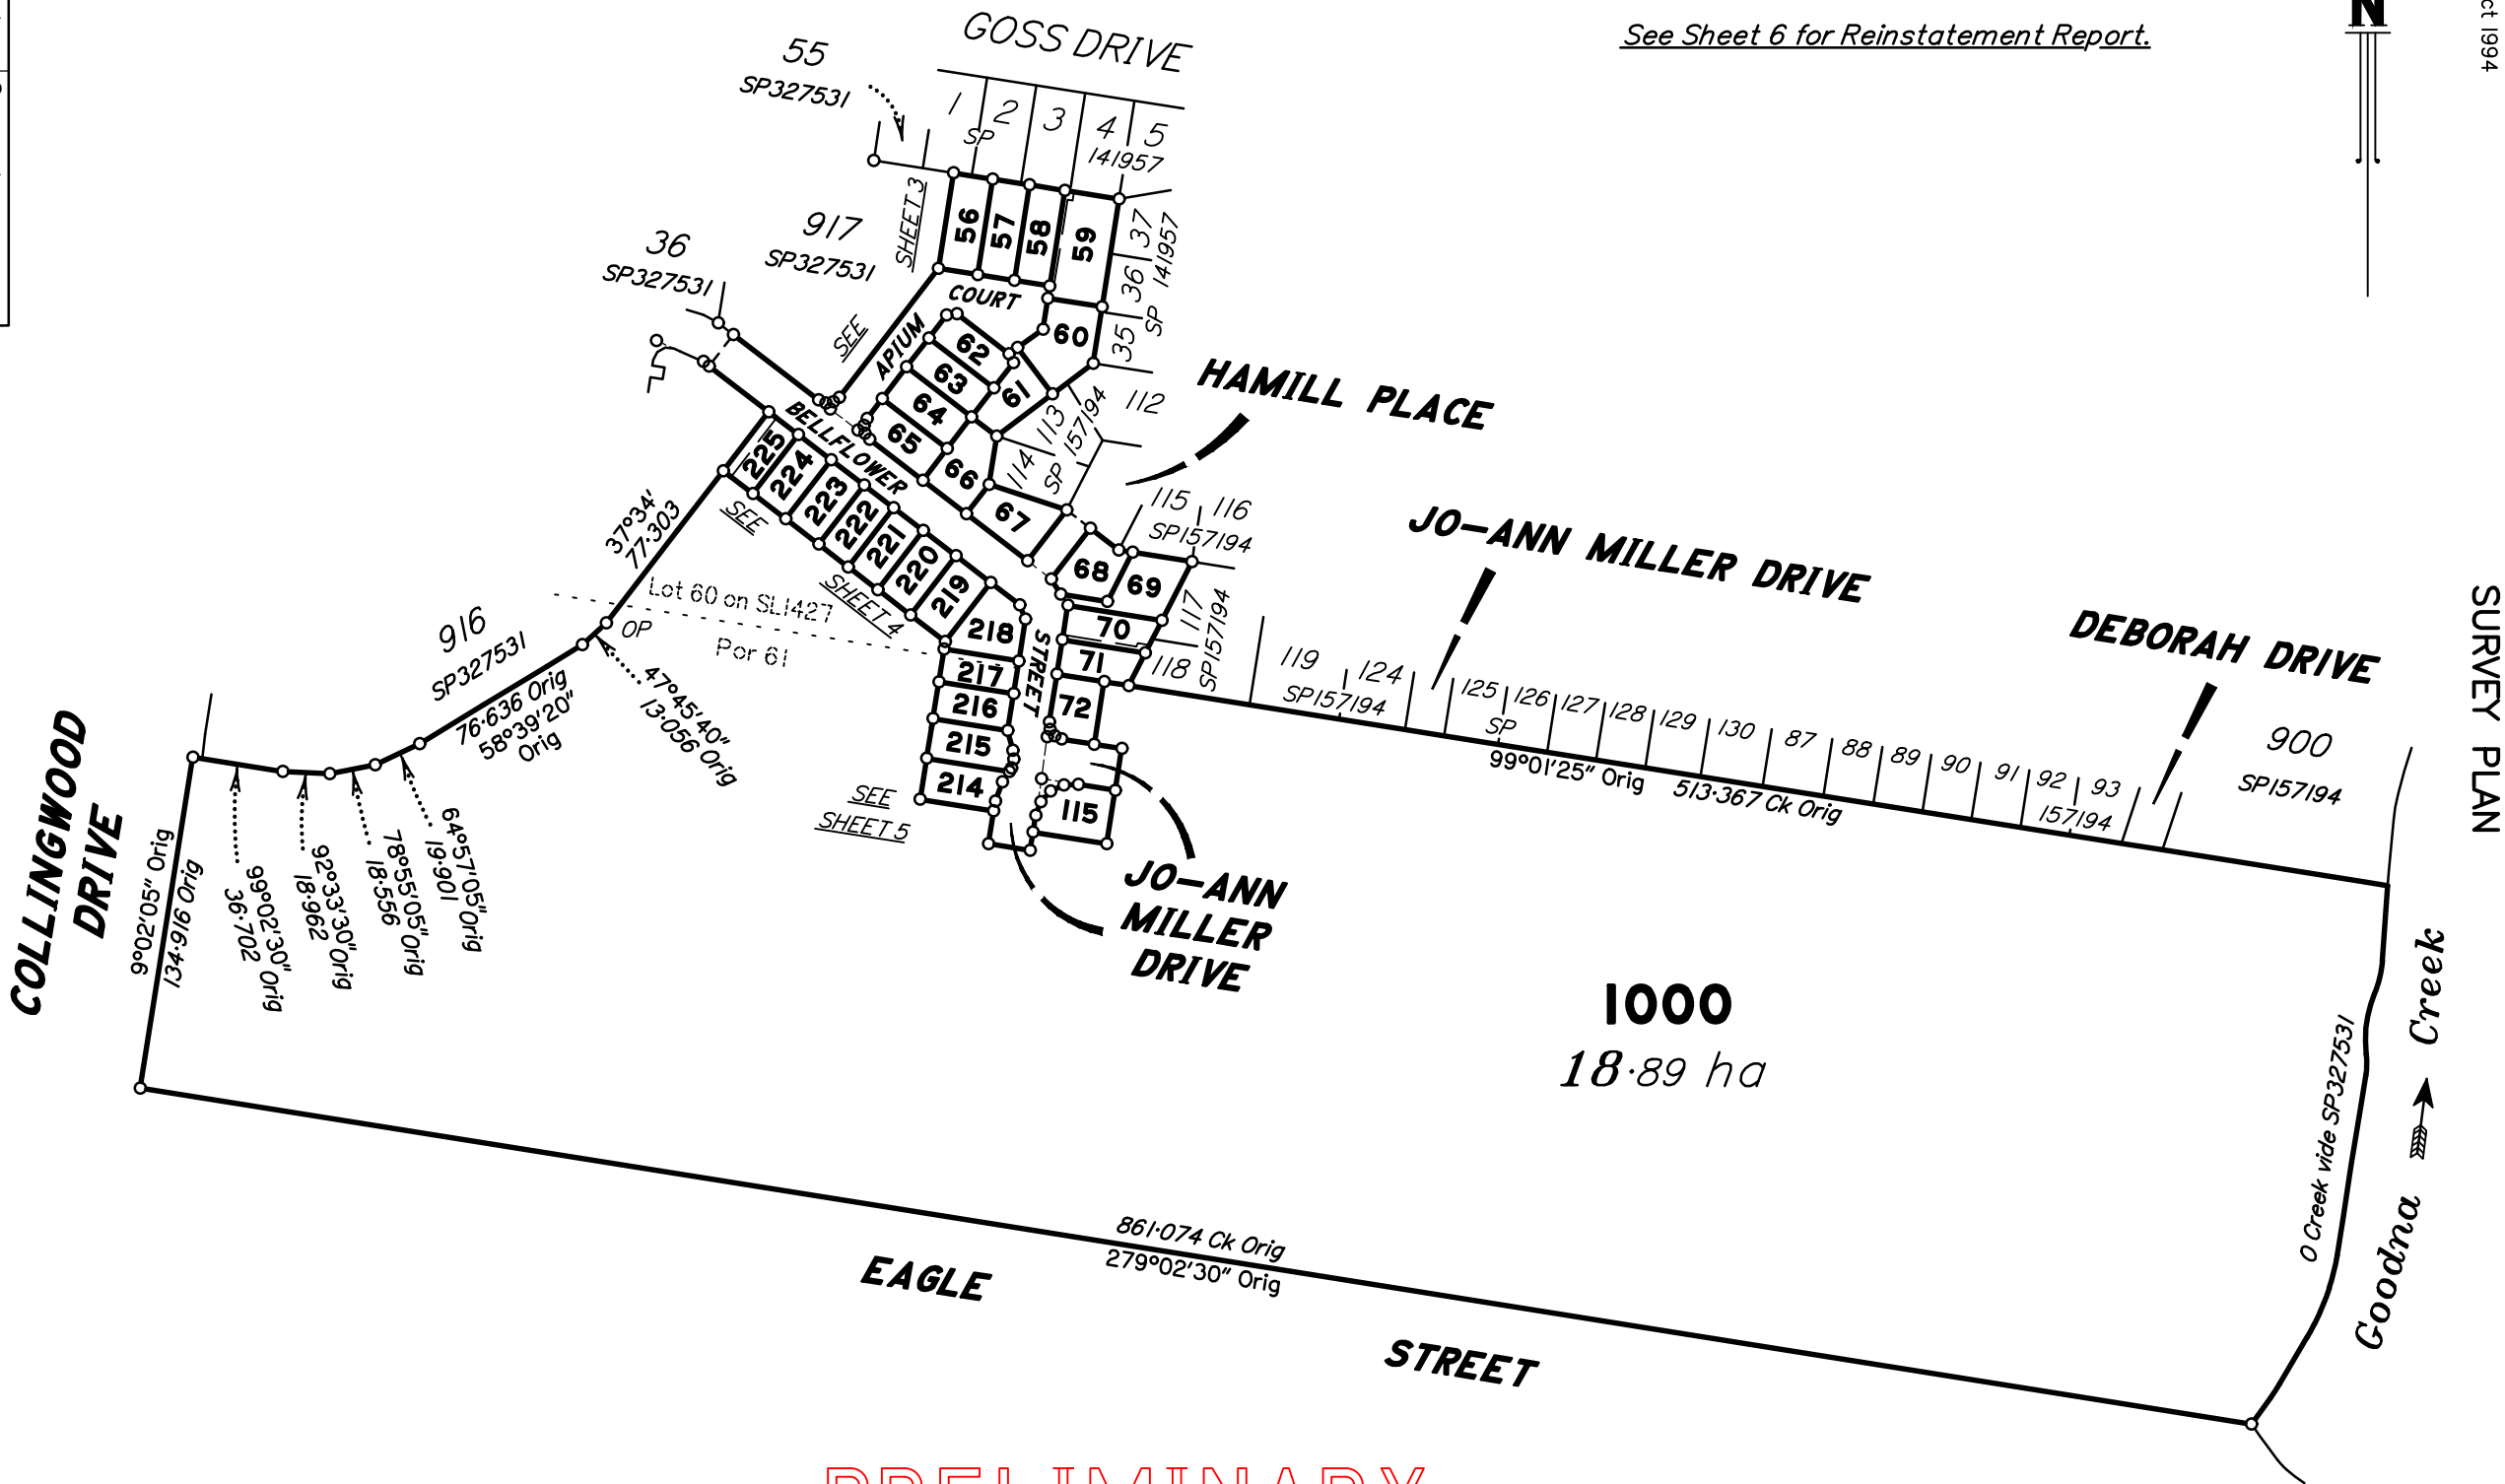 See Sheet 6 for Reinstatement Report.
N
ct 1994
SURVEY PLAN
GOSS DRIVE
55
SP327531
1
2
3
4
5
SP
141957
917
SP327531
36
SP327531
SHEET 3
SEE
56
57
58
59
37
36
35
SP 141957
COURT
APIUM
60
61
62
63
64
65
66
67
112
113
114
SP 157194
HAMILL PLACE
BELLFLOWER
STREET
225
224
223
222
221
220
219
218
217
216
215
214
SEE
SHEET 4
115
116
SP157194
68
69
70
71
72
117
118
SP157194
JO-ANN MILLER DRIVE
DEBORAH DRIVE
119
124
SP157194
125
126
127
128
129
130
87
88
89
90
91
92
93
SP
157194
900
SP157194
99°01'25" Orig
513·367 Ck Orig
37°34'
77·303
Lot 60 on SL1427
Por 61
OP
916
SP327531
76·636 Orig
58°39'20"
Orig
47°45'40"
13·056 Orig
64°57'05" Orig
19·901
78°55'05" Orig
18·556
92°33'30" Orig
18·962
99°02'30" Orig
36·702
9°02'05" Orig
134·916 Orig
COLLINGWOOD
DRIVE
SEE
SHEET 5
115
JO-ANN
MILLER
DRIVE
1000
18·89 ha
O Creek vide SP327531
Goodna Creek
861·074 Ck Orig
279°02'30" Orig
EAGLE
STREET
PRELIMINARY